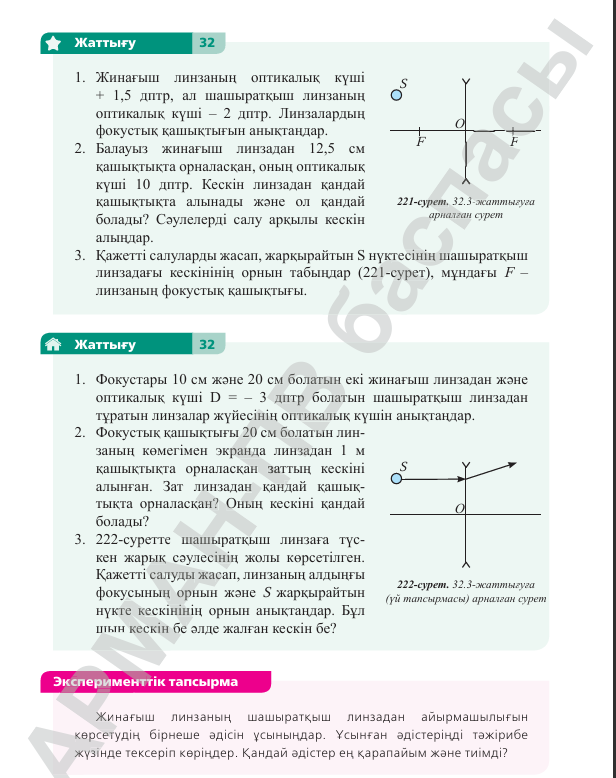 Жаттығу 32
1. Жинағыш линзаның оптикалық күші
+ 1,5 дптр, ал шашыратқыш линзаның
оптикалық күші – 2 дптр. Линзалардың
фокустық қашықтығын анықтаңдар.
2. Балауыз жинағыш линзадан 12,5 см
қашықтықта орналасқан, оның оптикалық
күші 10 дптр. Кескін линзадан қандай
қашықтықта алынады және ол қандай
болады? Сәулелерді салу арқылы кескін
алыңдар.
S
O
F
F
221-сурет. 32.3-жаттығуға
арналған сурет
3. Қажетті салуларды жасап, жарқырайтын S нүктесінің шашыратқыш
линзадағы кескінінің орнын табыңдар (221-сурет), мұндағы F –
линзаның фокустық қашықтығы.
Жаттығу 32
1. Фокустары 10 см және 20 см болатын екі жинағыш линзадан және
оптикалық күші D = – 3 дптр болатын шашыратқыш линзадан
тұратын линзалар жүйесінің оптикалық күшін анықтаңдар.
2. Фокустық қашықтығы 20 см болатын лин-
заның көмегімен экранда линзадан 1 м
қашықтықта орналасқан заттың кескіні
алынған. Зат линзадан қандай қашық-
тықта орналасқан? Оның кескіні қандай
болады?
3. 222-суретте шашыратқыш линзаға түс-
кен жарық сәулесінің жолы көрсетілген.
Қажетті салуды жасап, линзаның алдыңғы
фокусының орнын және S жарқырайтын
нүкте кескінінің орнын анықтаңдар. Бұл
шын кескін бе әлде жалған кескін бе?
S
O
222-сурет. 32.3-жаттығуға
(үй тапсырмасы) арналған сурет
Эксперименттік тапсырма
Жинағыш линзаның шашыратқыш линзадан айырмашылығын
көрсетудің бірнеше әдісін ұсыныңдар. Ұсынған әдістеріңді тәжірибе
жүзінде тексеріп көріңдер. Қандай әдістер ең қарапайым және тиімді?
АРМАН-ПВ баспасы